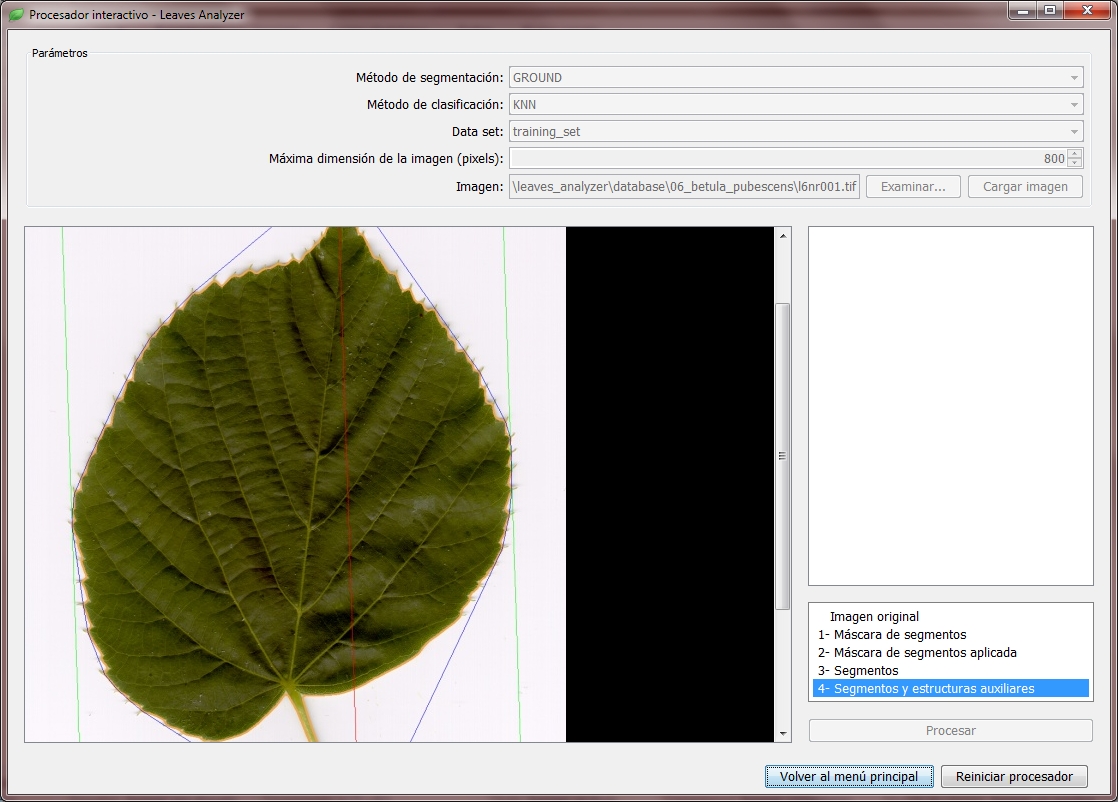 Procesador interactivo - Leaves Analyzer
Parámetros
Método de segmentación: GROUND
Método de clasificación: KNN
Data set: training_set
Máxima dimensión de la imagen (pixels): 800
Imagen: \leaves_analyzer\database\06_betula_pubescens\l6nr001.tif Examinar... Cargar imagen
Imagen original
1- Máscara de segmentos
2- Máscara de segmentos aplicada
3- Segmentos
4- Segmentos y estructuras auxiliares
Procesar
Volver al menú principal Reiniciar procesador